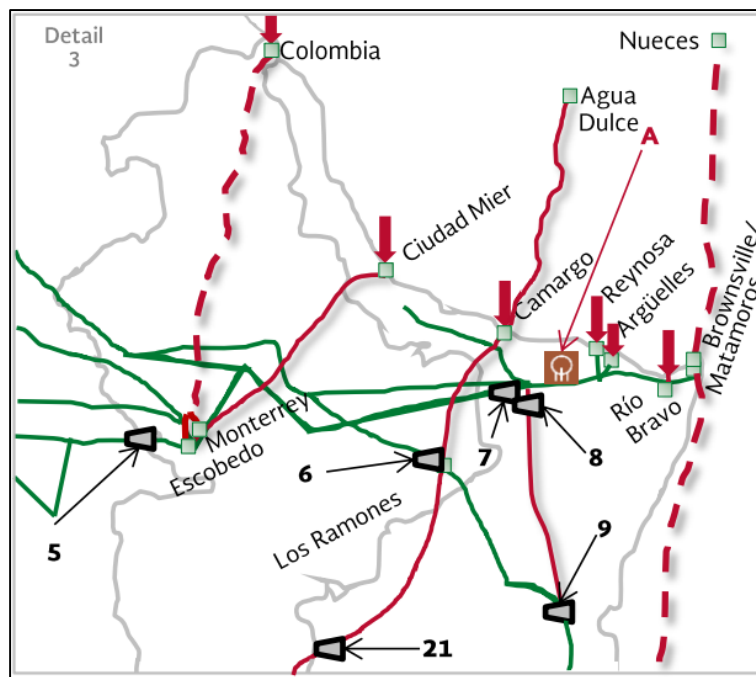 Detail
3
Colombia
Nueces
Agua
Dulce
A
Ciudad Mier
Camargo
Reynosa
Argüelles
Brownsville/
Matamoros
Río
Bravo
Monterrey
Escobedo
5
6
7
8
Los Ramones
9
21